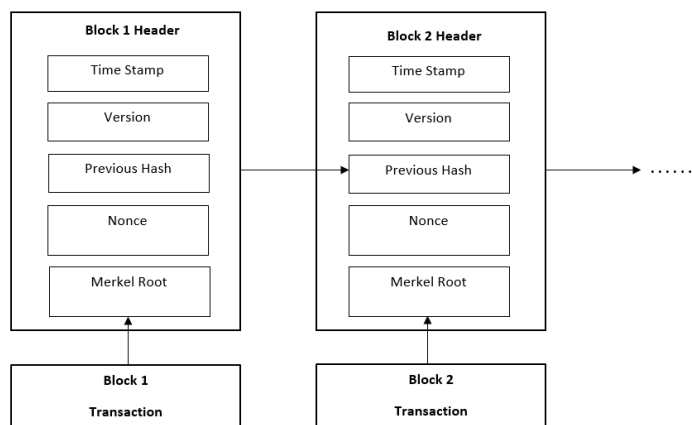 Block 1 Header
Time Stamp
Version
Previous Hash
Nonce
Merkel Root
Block 2 Header
Time Stamp
Version
Previous Hash
Nonce
Merkel Root
......
Block 1
Transaction
Block 2
Transaction